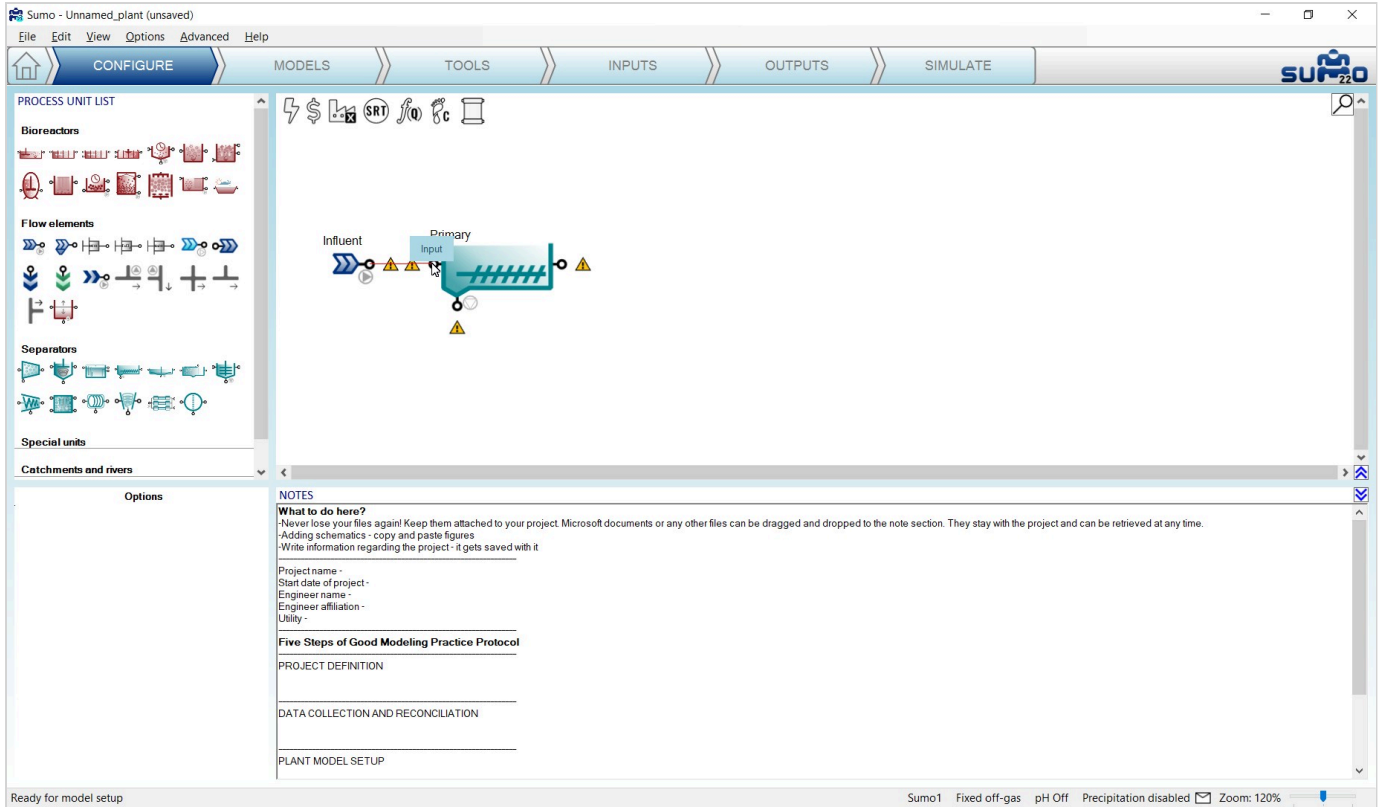 Sumo - Unnamed_plant (unsaved)
File Edit View Options Advanced Help
CONFIGURE MODELS TOOLS INPUTS OUTPUTS SIMULATE
SUMO 22
PROCESS UNIT LIST
SRT f(Q) C
Bioreactors
Flow elements
Separators
Special units
Catchments and rivers
Influent
Primary
Input
Options
NOTES
What to do here?
-Never lose your files again! Keep them attached to your project. Microsoft documents or any other files can be dragged and dropped to the note section. They stay with the project and can be retrieved at any time.
-Adding schematics - copy and paste figures
-Write information regarding the project - it gets saved with it
Project name -
Start date of project -
Engineer name -
Engineer affiliation -
Utility -
Five Steps of Good Modeling Practice Protocol
PROJECT DEFINITION
DATA COLLECTION AND RECONCILIATION
PLANT MODEL SETUP
Ready for model setup
Sumo1 Fixed off-gas pH Off Precipitation disabled Zoom: 120%